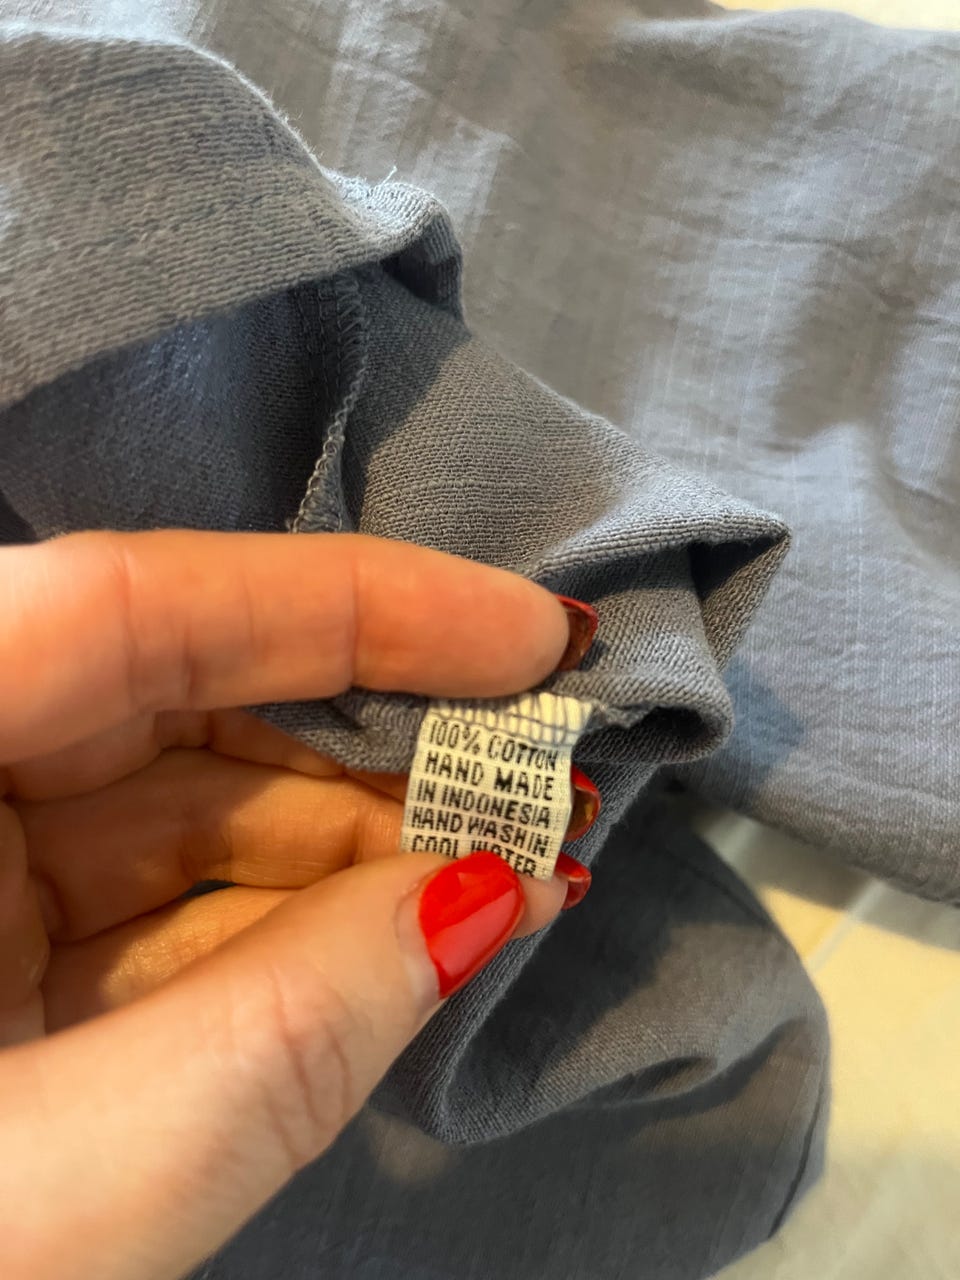 100% COTTON
HAND MADE
IN INDONESIA
HAND WASH IN
COOL WATER